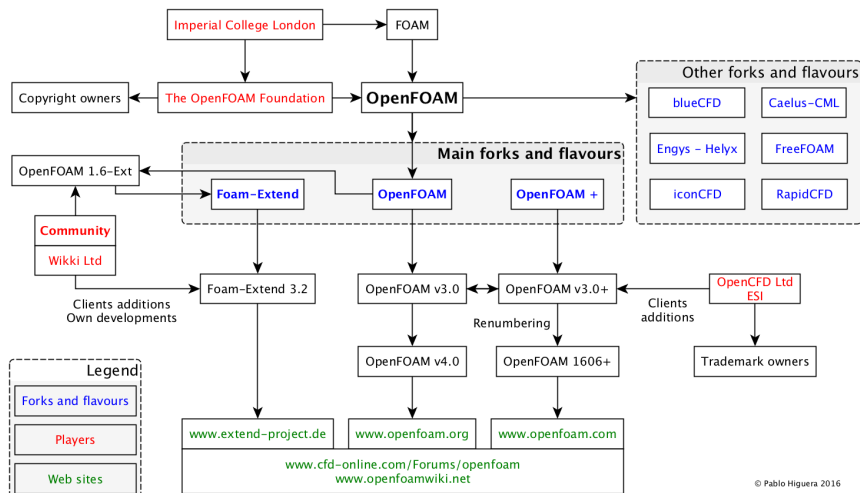 Imperial College London
FOAM
Copyright owners
The OpenFOAM Foundation
OpenFOAM
Other forks and flavours
blueCFD
Caelus-CML
Engys - Helyx
FreeFOAM
iconCFD
RapidCFD
Main forks and flavours
OpenFOAM 1.6-Ext
Foam-Extend
OpenFOAM
OpenFOAM +
Community
Wikki Ltd
Clients additions
Own developments
Foam-Extend 3.2
OpenFOAM v3.0
OpenFOAM v3.0+
Clients
additions
OpenCFD Ltd
ESI
Renumbering
OpenFOAM v4.0
OpenFOAM 1606+
Trademark owners
Legend
Forks and flavours
Players
Web sites
www.extend-project.de
www.openfoam.org
www.openfoam.com
www.cfd-online.com/Forums/openfoam
www.openfoamwiki.net
© Pablo Higuera 2016